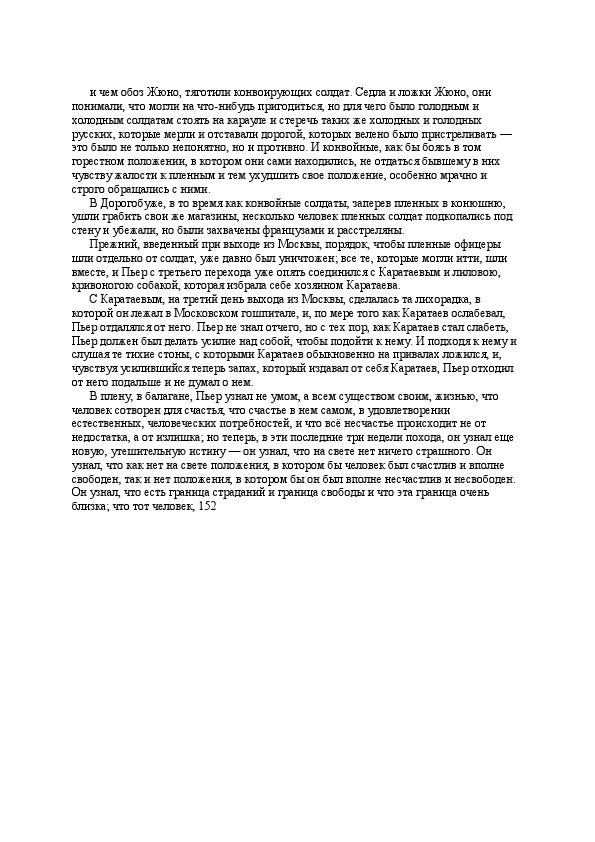 и чем обоз Жюно, тяготили конвоирующих солдат. Седла и ложки Жюно, они
понимали, что могли на что-нибудь пригодиться, но для чего было голодным и
холодным солдатам стоять на карауле и стеречь таких же холодных и голодных
русских, которые мерли и отставали дорогой, которых велено было пристреливать —
это было не только непонятно, но и противно. И конвойные, как бы боясь в том
горестном положении, в котором они сами находились, не отдаться бывшему в них
чувству жалости к пленным и тем ухудшить свое положение, особенно мрачно и
строго обращались с ними.
В Дорогобуже, в то время как конвойные солдаты, заперев пленных в конюшню,
ушли грабить свои же магазины, несколько человек пленных солдат подкопались под
стену и убежали, но были захвачены французами и расстреляны.
Прежний, введенный при выходе из Москвы, порядок, чтобы пленные офицеры
шли отдельно от солдат, уже давно был уничтожен; все те, которые могли итти, шли
вместе, и Пьер с третьего перехода уже опять соединился с Каратаевым и лиловою,
кривоногою собакой, которая избрала себе хозяином Каратаева.
С Каратаевым, на третий день выхода из Москвы, сделалась та лихорадка, в
которой он лежал в Московском гошпитале, и, по мере того как Каратаев ослабевал,
Пьер отдалялся от него. Пьер не знал отчего, но с тех пор, как Каратаев стал слабеть,
Пьер должен был делать усилие над собой, чтобы подойти к нему. И подходя к нему и
слушая те тихие стоны, с которыми Каратаев обыкновенно на привалах ложился, и,
чувствуя усилившийся теперь запах, который издавал от себя Каратаев, Пьер отходил
от него подальше и не думал о нем.
В плену, в балагане, Пьер узнал не умом, а всем существом своим, жизнью, что
человек сотворен для счастья, что счастье в нем самом, в удовлетворении
естественных, человеческих потребностей, и что всё несчастье происходит не от
недостатка, а от излишка; но теперь, в эти последние три недели похода, он узнал еще
новую, утешительную истину — он узнал, что на свете нет ничего страшного. Он
узнал, что как нет на свете положения, в котором бы человек был счастлив и вполне
свободен, так и нет положения, в котором бы он был вполне несчастлив и несвободен.
Он узнал, что есть граница страданий и граница свободы и что эта граница очень
близка; что тот человек, 152